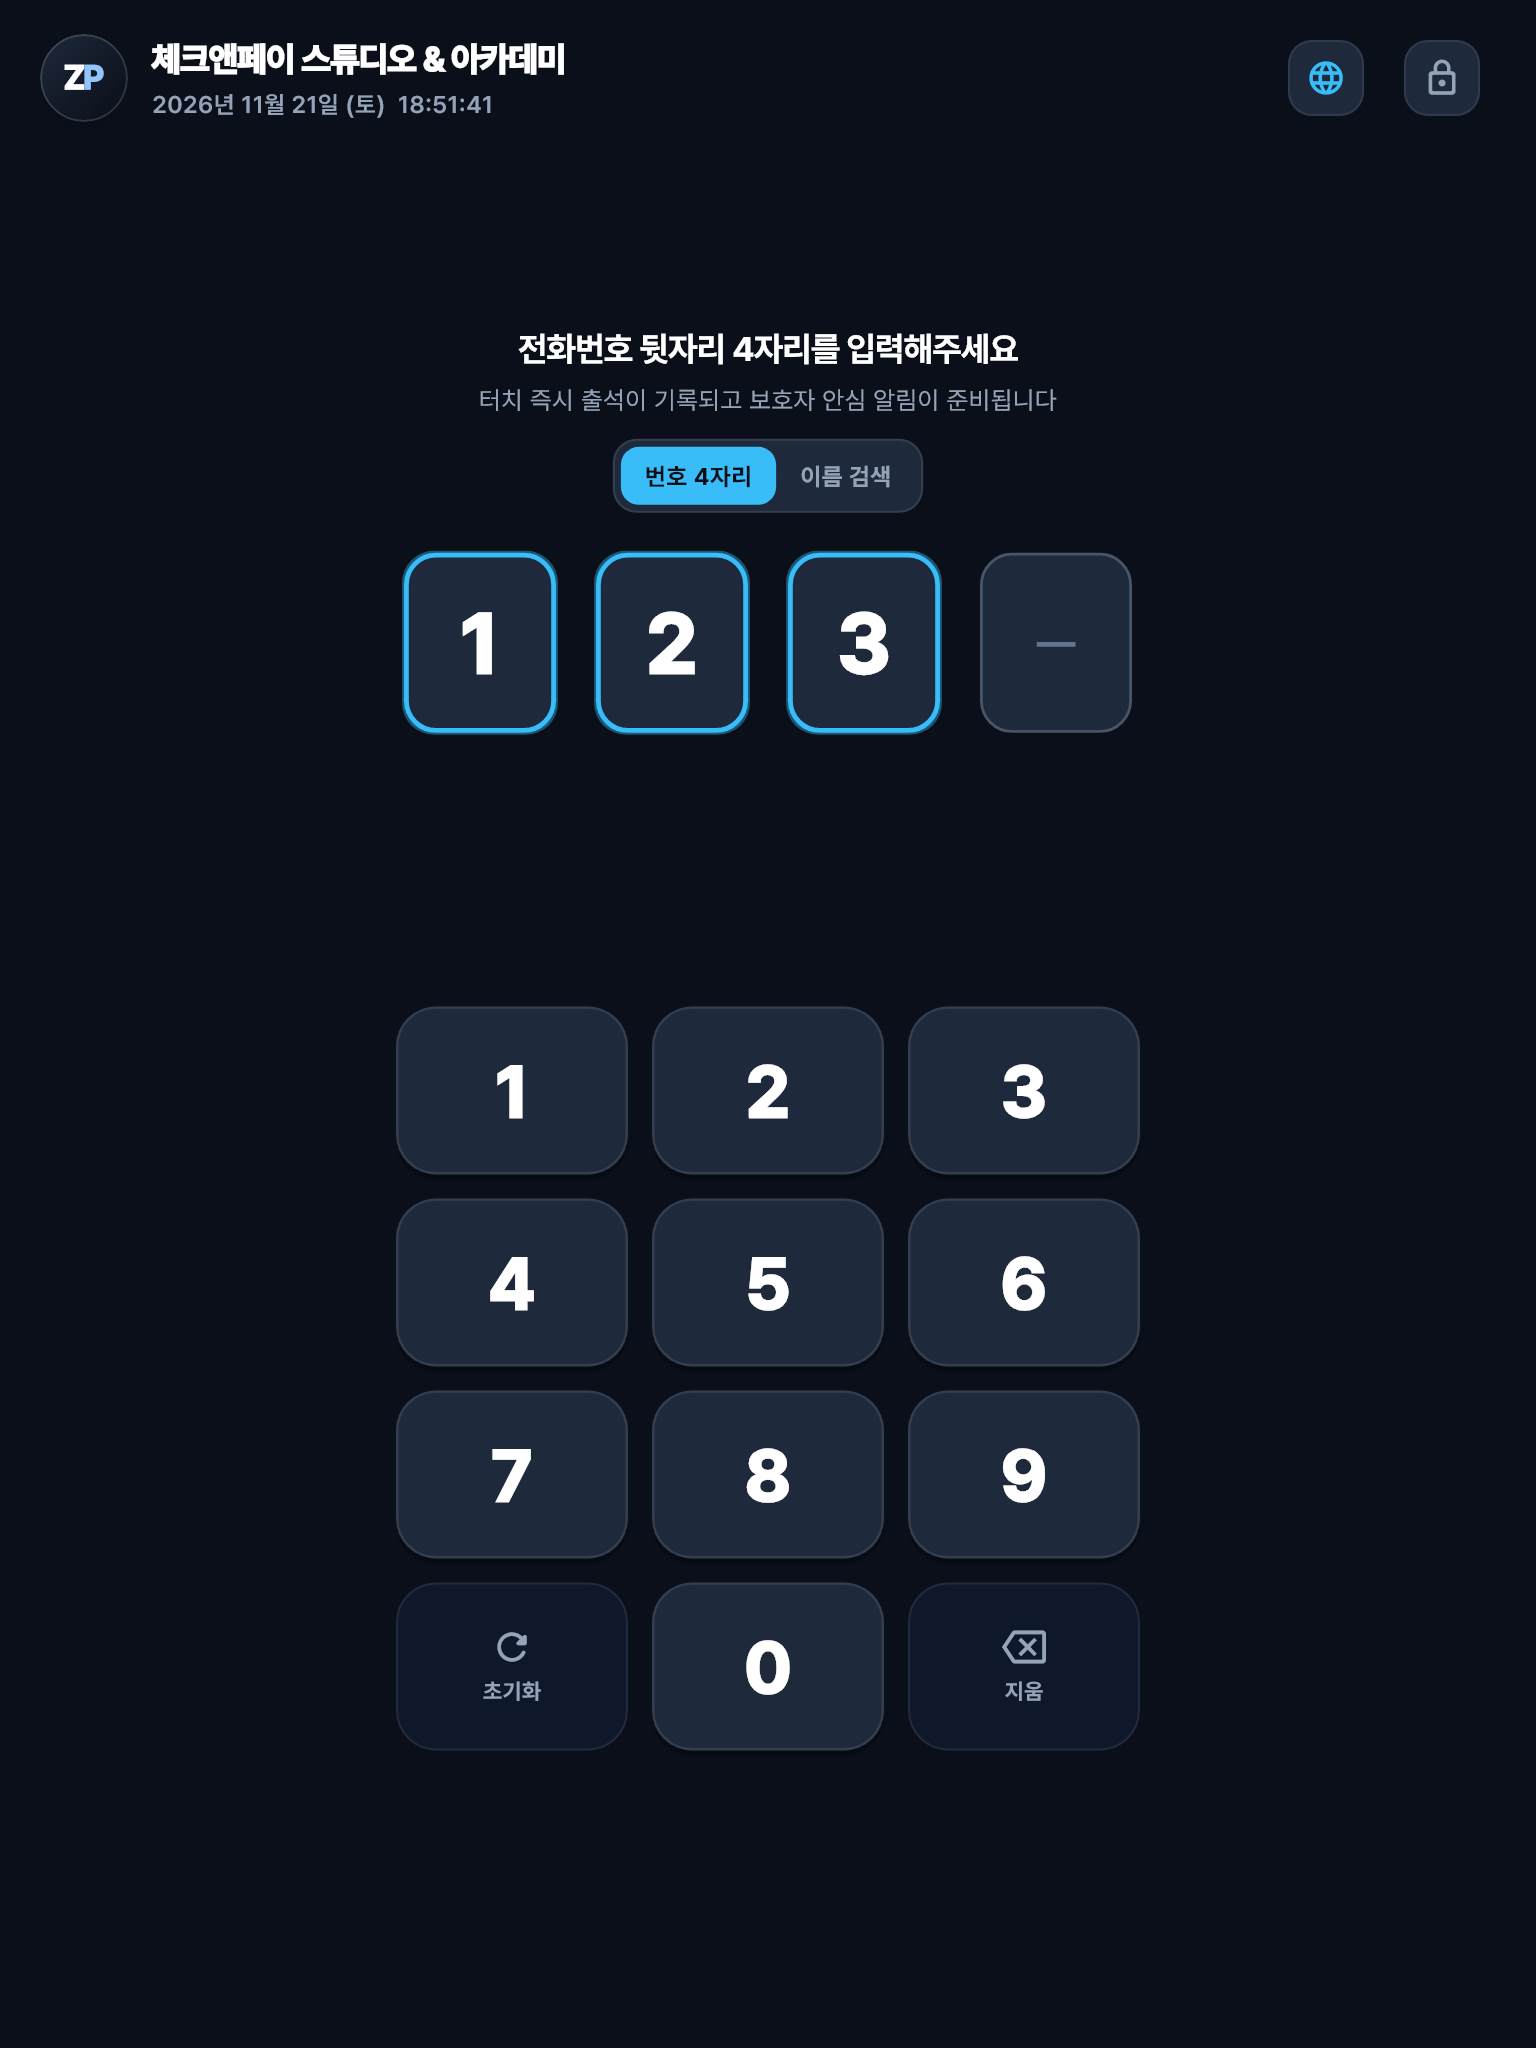 ZP
체크앤페이 스튜디오 & 아카데미
2026년 11월 21일 (토) 18:51:41
전화번호 뒷자리 4자리를 입력해주세요
터치 즉시 출석이 기록되고 보호자 안심 알림이 준비됩니다
번호 4자리 이름 검색
1 2 3 —
1 2 3
4 5 6
7 8 9
초기화 0 지움